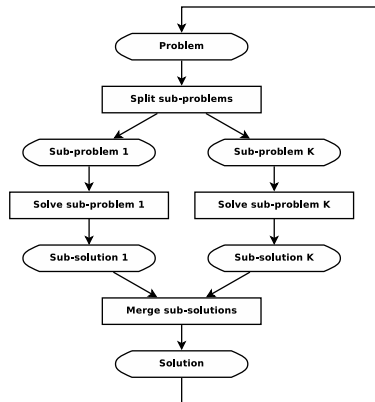 Problem
Split sub-problems
Sub-problem 1
Sub-problem K
Solve sub-problem 1
Solve sub-problem K
Sub-solution 1
Sub-solution K
Merge sub-solutions
Solution